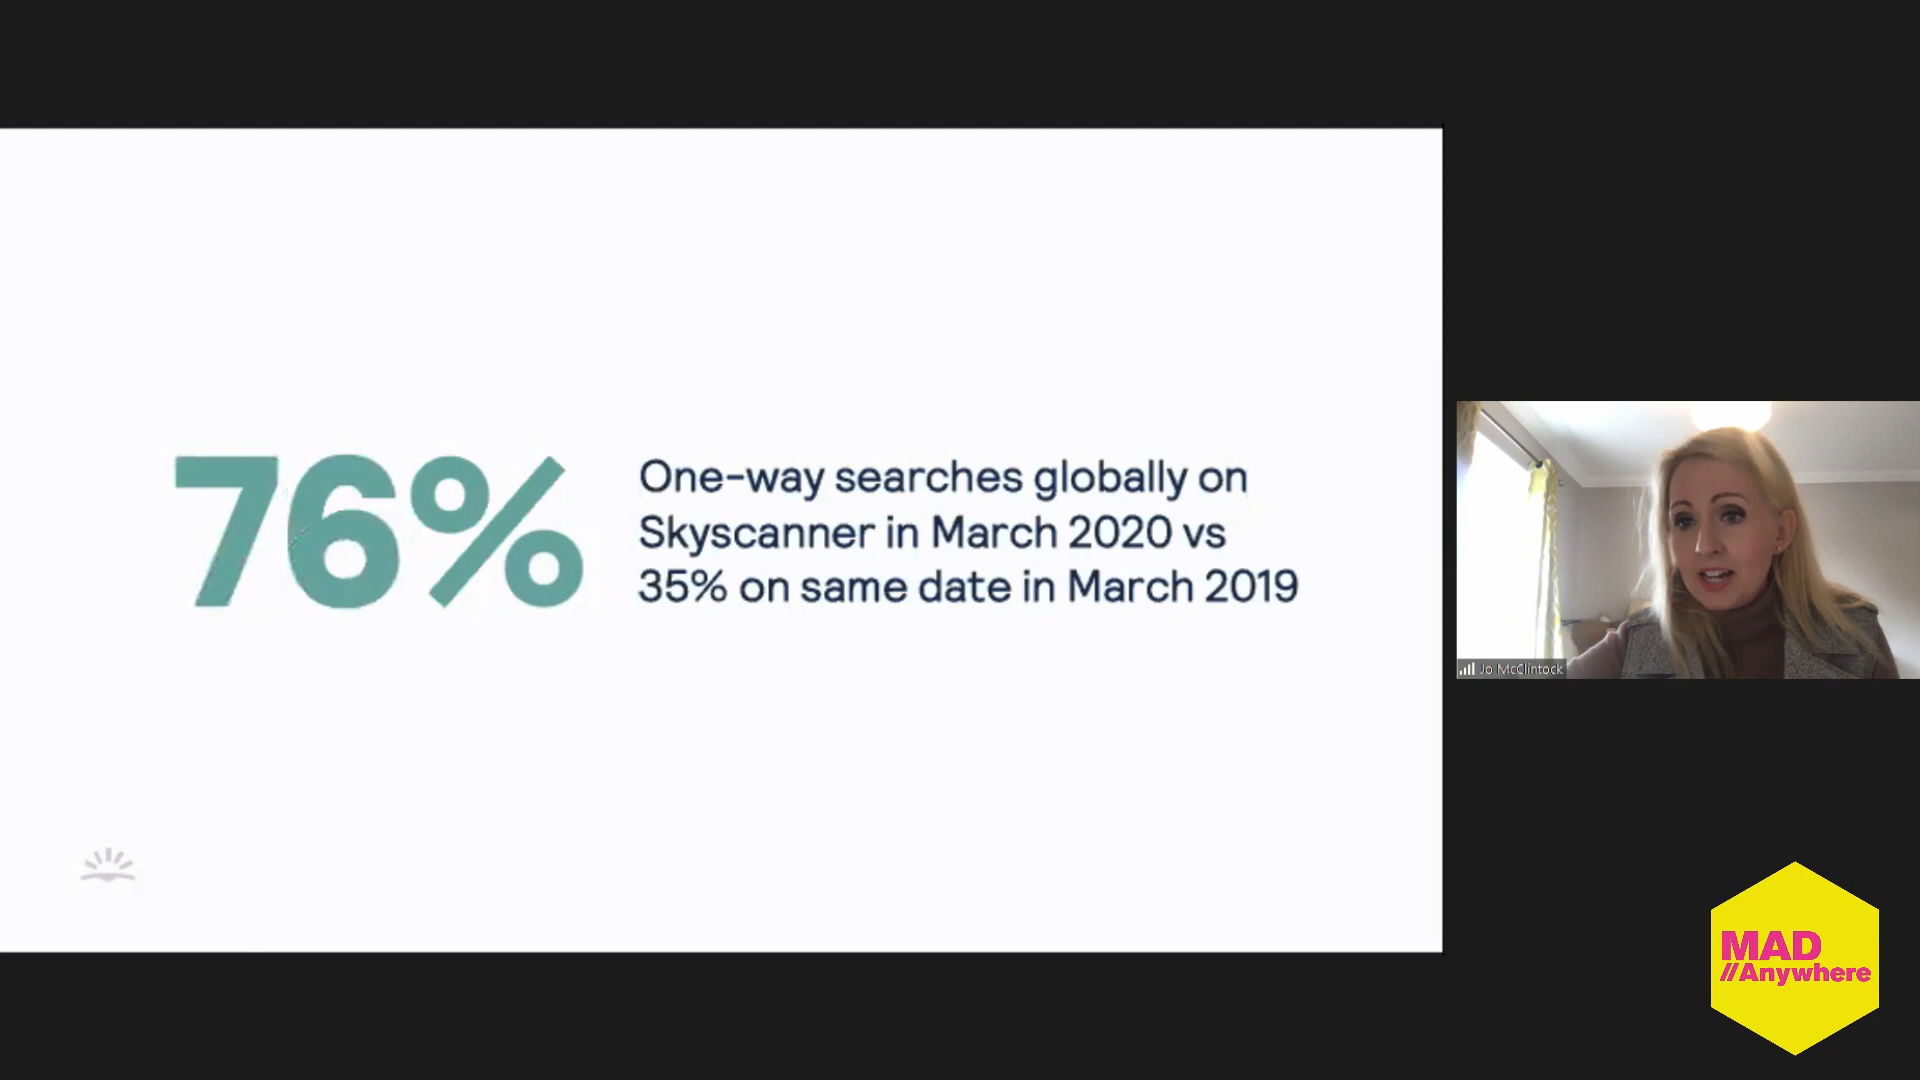 76%
One-way searches globally on
Skyscanner in March 2020 vs
35% on same date in March 2019
Jo McClintock
MAD
//Anywhere